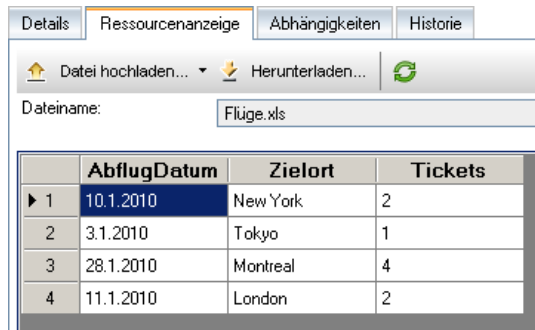 Details Ressourcenanzeige Abhängigkeiten Historie
Datei hochladen... Herunterladen...
Dateiname: Flüge.xls
AbflugDatum Zielort Tickets
1 10.1.2010 New York 2
2 3.1.2010 Tokyo 1
3 28.1.2010 Montreal 4
4 11.1.2010 London 2